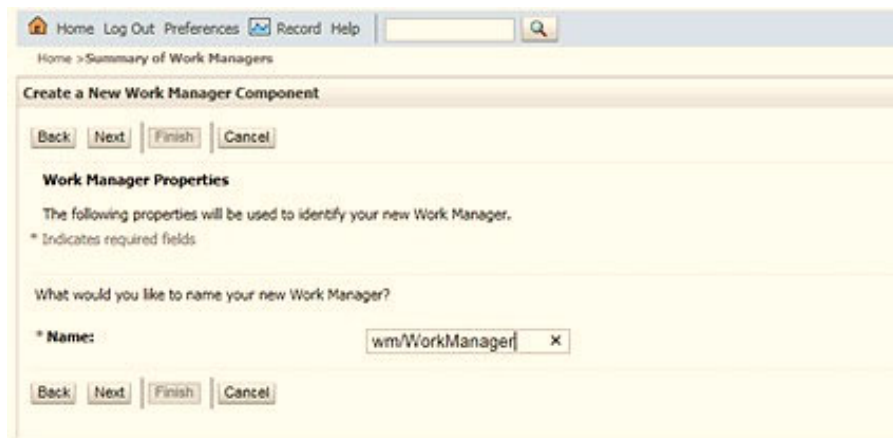 Home Log Out Preferences Record Help
Home >Summary of Work Managers
Create a New Work Manager Component
Back Next Finish Cancel
Work Manager Properties
The following properties will be used to identify your new Work Manager.
* Indicates required fields
What would you like to name your new Work Manager?
* Name: wm/WorkManager ×
Back Next Finish Cancel